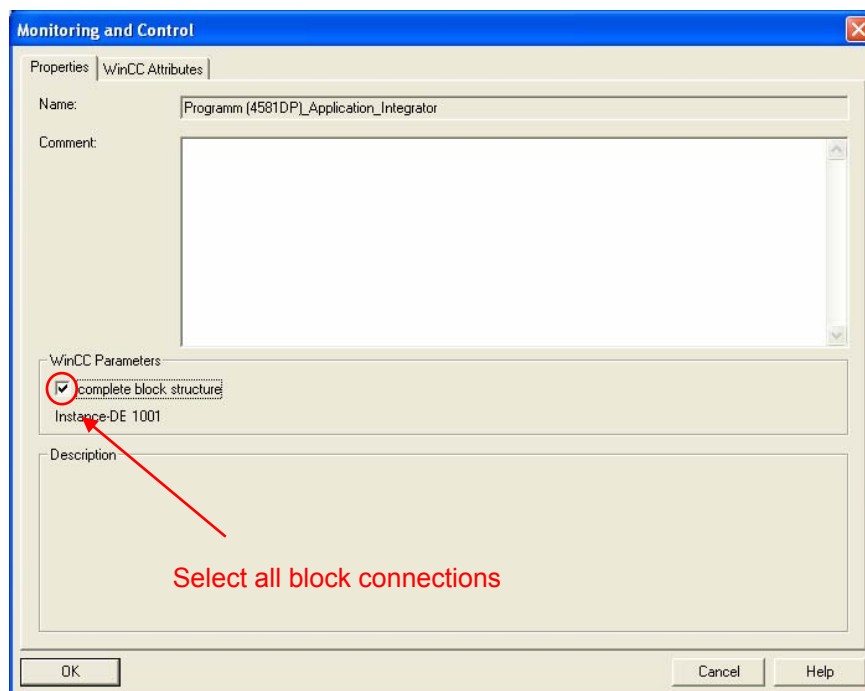 Monitoring and Control
Properties
WinCC Attributes
Name:
Programm (4581DP)_Application_Integrator
Comment:
WinCC Parameters
complete block structure
Instance-DE 1001
Description
Select all block connections
OK
Cancel
Help